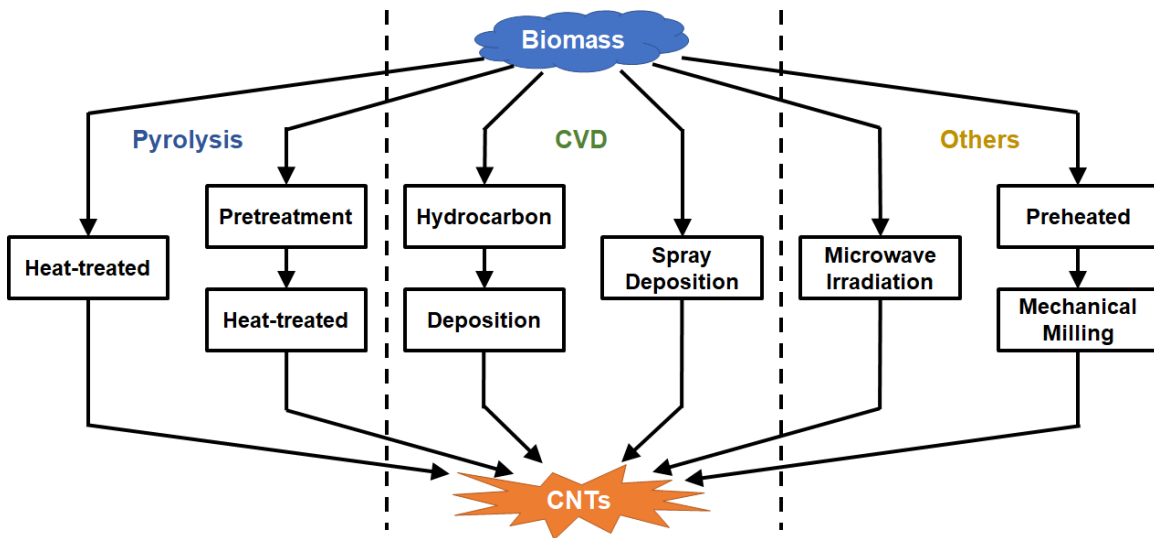 Biomass
Pyrolysis
CVD
Others
Pretreatment
Hydrocarbon
Preheated
Heat-treated
Spray
Deposition
Microwave
Irradiation
Heat-treated
Deposition
Mechanical
Milling
CNTs